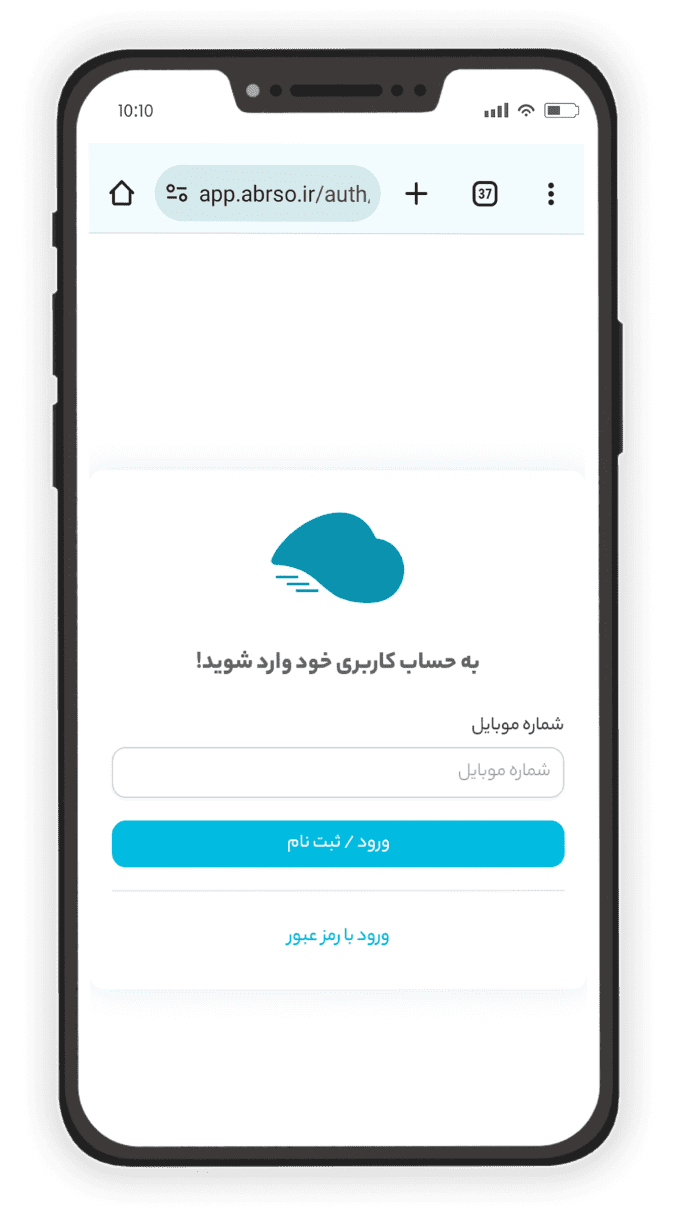 10:10
app.abrso.ir/auth/
37
به حساب کاربری خود وارد شوید!
شماره موبایل
شماره موبایل
ورود / ثبت نام
ورود با رمز عبور